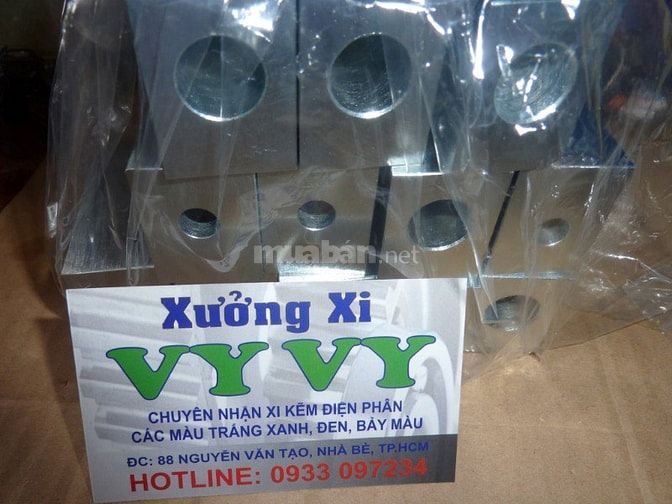 muaban.net
Xưởng Xi
VY VY
CHUYÊN NHẬN XI KẼM ĐIỆN PHÂN
CÁC MÀU TRẮNG XANH, ĐEN, BẢY MÀU
ĐC: 88 NGUYỄN VĂN TẠO, NHÀ BÈ, TP.HCM
HOTLINE: 0933 097234